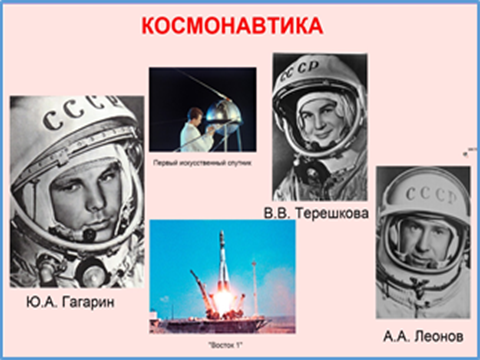 КОСМОНАВТИКА
СССР
СССР
Первый искусственный спутник
В.В. Терешкова
СССР
Ю.А. Гагарин
"Восток 1"
А.А. Леонов